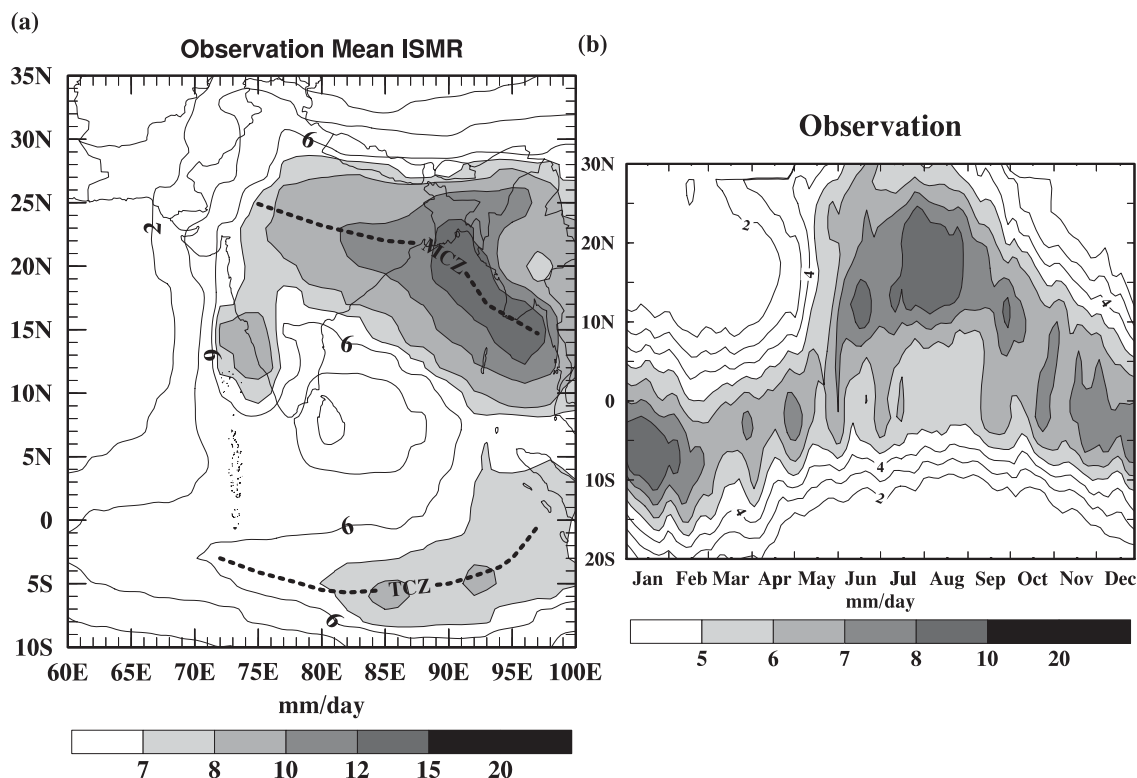 (a)
Observation Mean ISMR
35N
30N
25N
20N
15N
10N
5N
0
5S
10S
60E 65E 70E 75E 80E 85E 90E 95E 100E
6
2
MCZ
6
6
6
TCZ
6
mm/day
7 8 10 12 15 20
(b)
Observation
30N
20N
10N
0
10S
20S
2
4
4
4
4
2
Jan Feb Mar Apr May Jun Jul Aug Sep Oct Nov Dec
mm/day
5 6 7 8 10 20